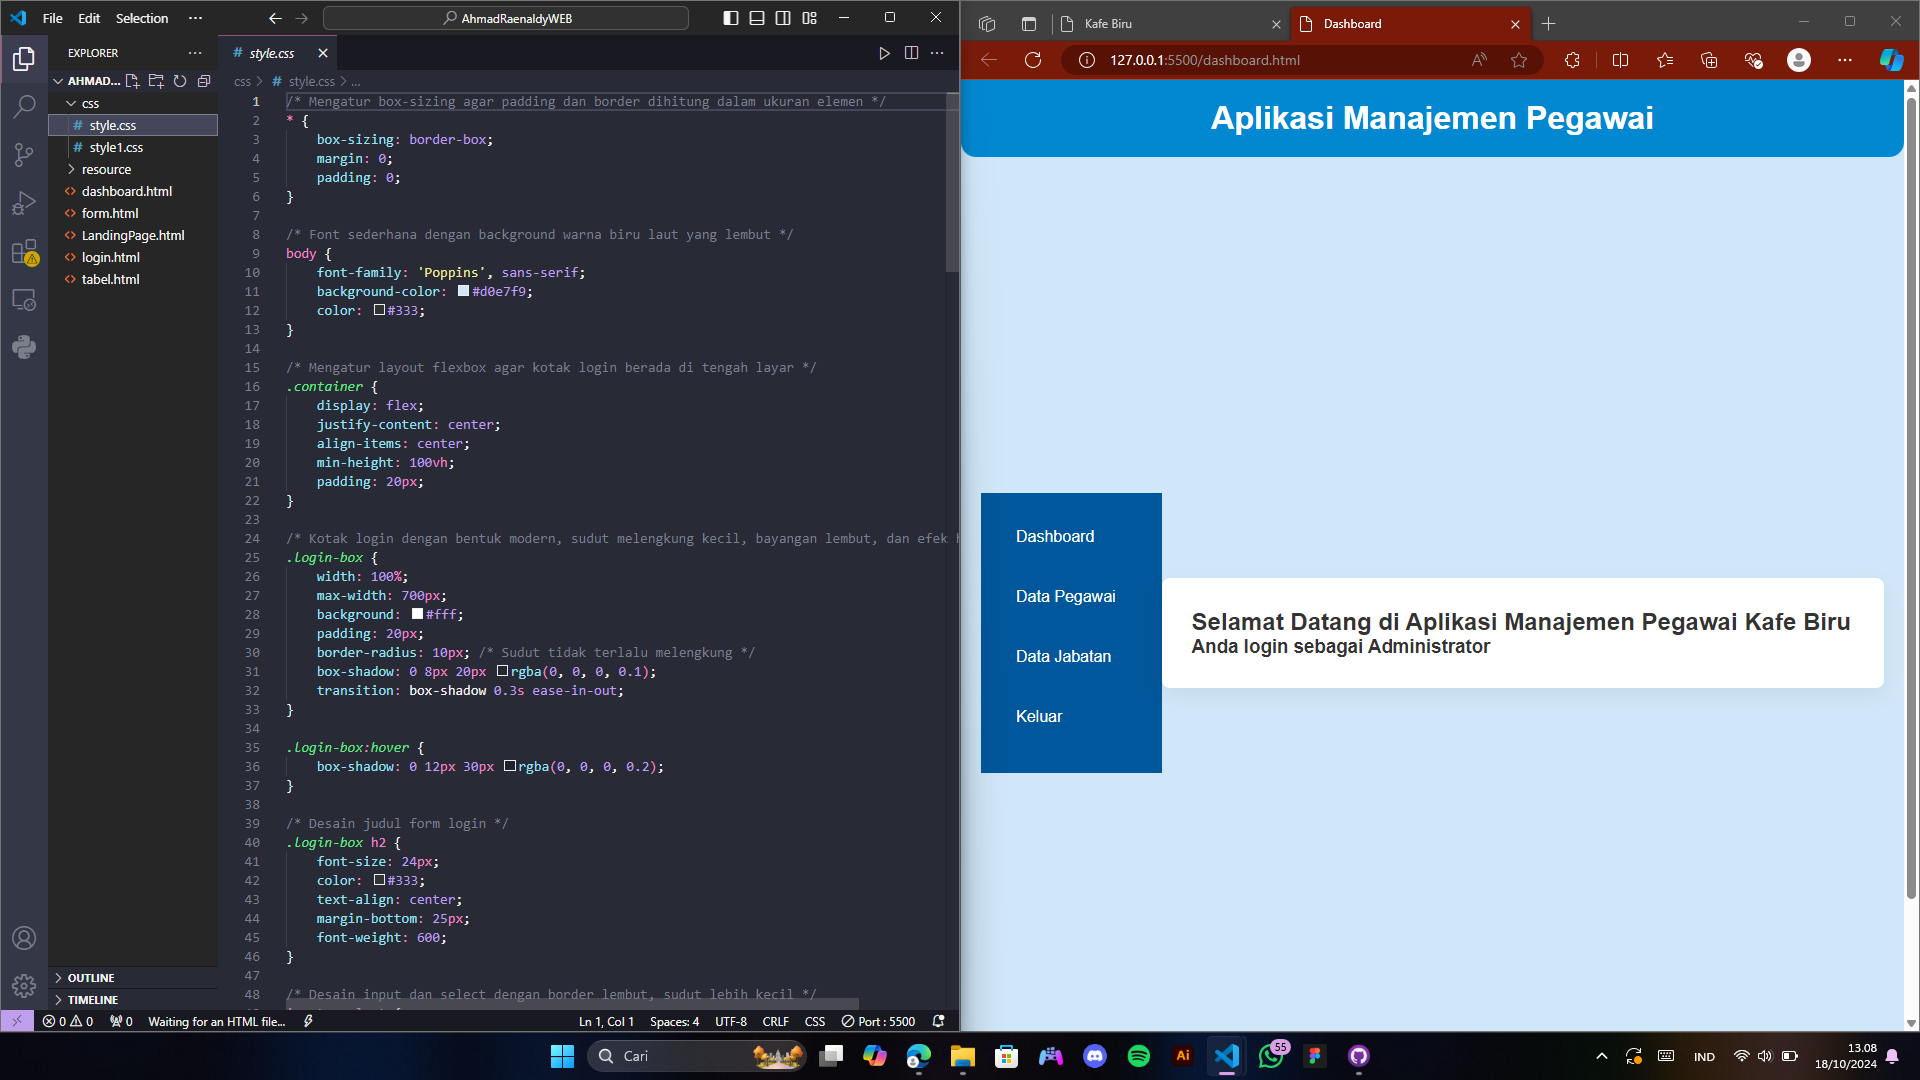 File Edit Selection ···
AhmadRaenaldyWEB
EXPLORER
AHMAD...
css
# style.css
# style1.css
resource
<> dashboard.html
<> form.html
<> LandingPage.html
<> login.html
<> tabel.html
OUTLINE
TIMELINE
# style.css
css > # style.css > ...
1 /* Mengatur box-sizing agar padding dan border dihitung dalam ukuran elemen */
2 * {
3 box-sizing: border-box;
4 margin: 0;
5 padding: 0;
6 }
7
8 /* Font sederhana dengan background warna biru laut yang lembut */
9 body {
10 font-family: 'Poppins', sans-serif;
11 background-color: #d0e7f9;
12 color: #333;
13 }
14
15 /* Mengatur layout flexbox agar kotak login berada di tengah layar */
16 .container {
17 display: flex;
18 justify-content: center;
19 align-items: center;
20 min-height: 100vh;
21 padding: 20px;
22 }
23
24 /* Kotak login dengan bentuk modern, sudut melengkung kecil, bayangan lembut, dan efek
25 .login-box {
26 width: 100%;
27 max-width: 700px;
28 background: #fff;
29 padding: 20px;
30 border-radius: 10px; /* Sudut tidak terlalu melengkung */
31 box-shadow: 0 8px 20px rgba(0, 0, 0, 0.1);
32 transition: box-shadow 0.3s ease-in-out;
33 }
34
35 .login-box:hover {
36 box-shadow: 0 12px 30px rgba(0, 0, 0, 0.2);
37 }
38
39 /* Desain judul form login */
40 .login-box h2 {
41 font-size: 24px;
42 color: #333;
43 text-align: center;
44 margin-bottom: 25px;
45 font-weight: 600;
46 }
47
48 /* Desain input dan select dengan border lembut, sudut lebih kecil */
0 0 0 Waiting for an HTML file... Ln 1, Col 1 Spaces: 4 UTF-8 CRLF CSS Port : 5500
Kafe Biru
Dashboard
127.0.0.1:5500/dashboard.html
Aplikasi Manajemen Pegawai
Dashboard
Data Pegawai
Data Jabatan
Keluar
Selamat Datang di Aplikasi Manajemen Pegawai Kafe Biru
Anda login sebagai Administrator
Cari
Ai
55
IND
13.08
18/10/2024